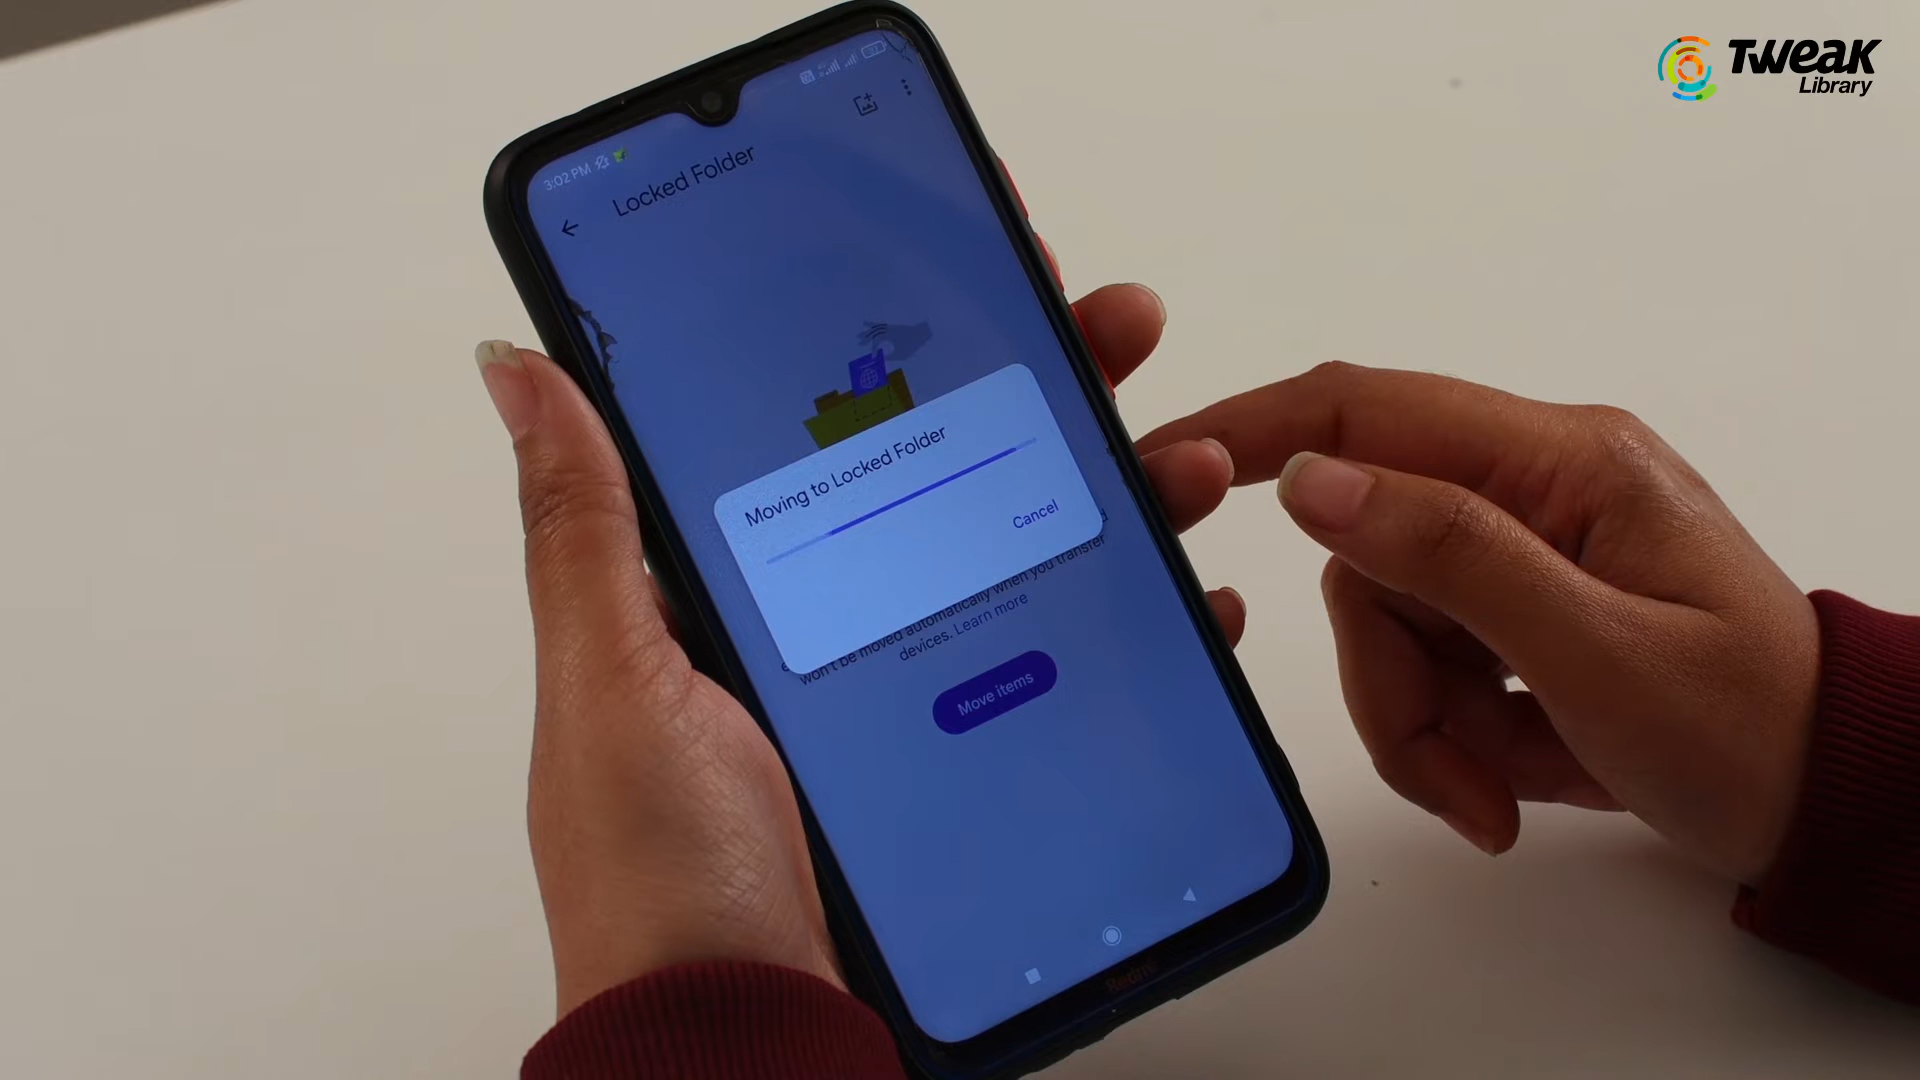 TWEAK
Library
3:02 PM
Locked Folder
Moving to Locked Folder
Cancel
won't be moved automatically when you transfer
devices. Learn more
Move items
Redmi